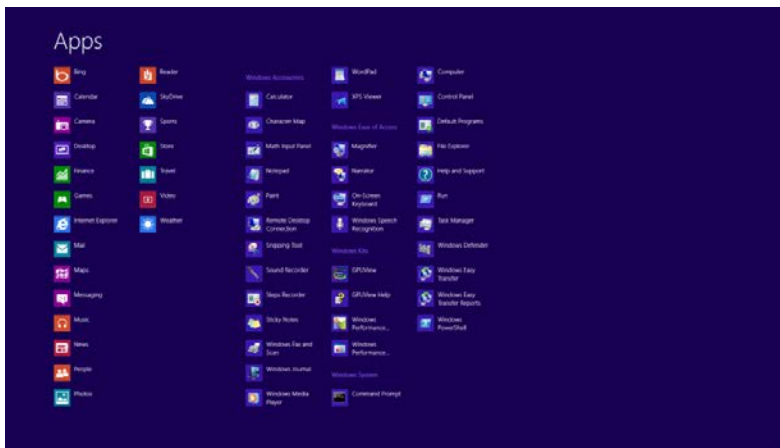 Apps
Bing
Calendar
Camera
Desktop
Finance
Games
Internet Explorer
Mail
Maps
Messaging
Music
News
People
Photos
Reader
SkyDrive
Sports
Store
Travel
Video
Weather
Windows Accessories
Calculator
Character Map
Math Input Panel
Notepad
Paint
Remote Desktop
Connection
Snipping Tool
Sound Recorder
Steps Recorder
Sticky Notes
Windows Fax and
Scan
Windows Journal
Windows Media
Player
WordPad
XPS Viewer
Windows Ease of Access
Magnifier
Narrator
On-Screen
Keyboard
Windows Speech
Recognition
Windows Kits
GPUView
GPUView Help
Windows
Performance...
Windows
Performance...
Windows System
Command Prompt
Computer
Control Panel
Default Programs
File Explorer
Help and Support
Run
Task Manager
Windows Defender
Windows Easy
Transfer
Windows Easy
Transfer Reports
Windows
PowerShell